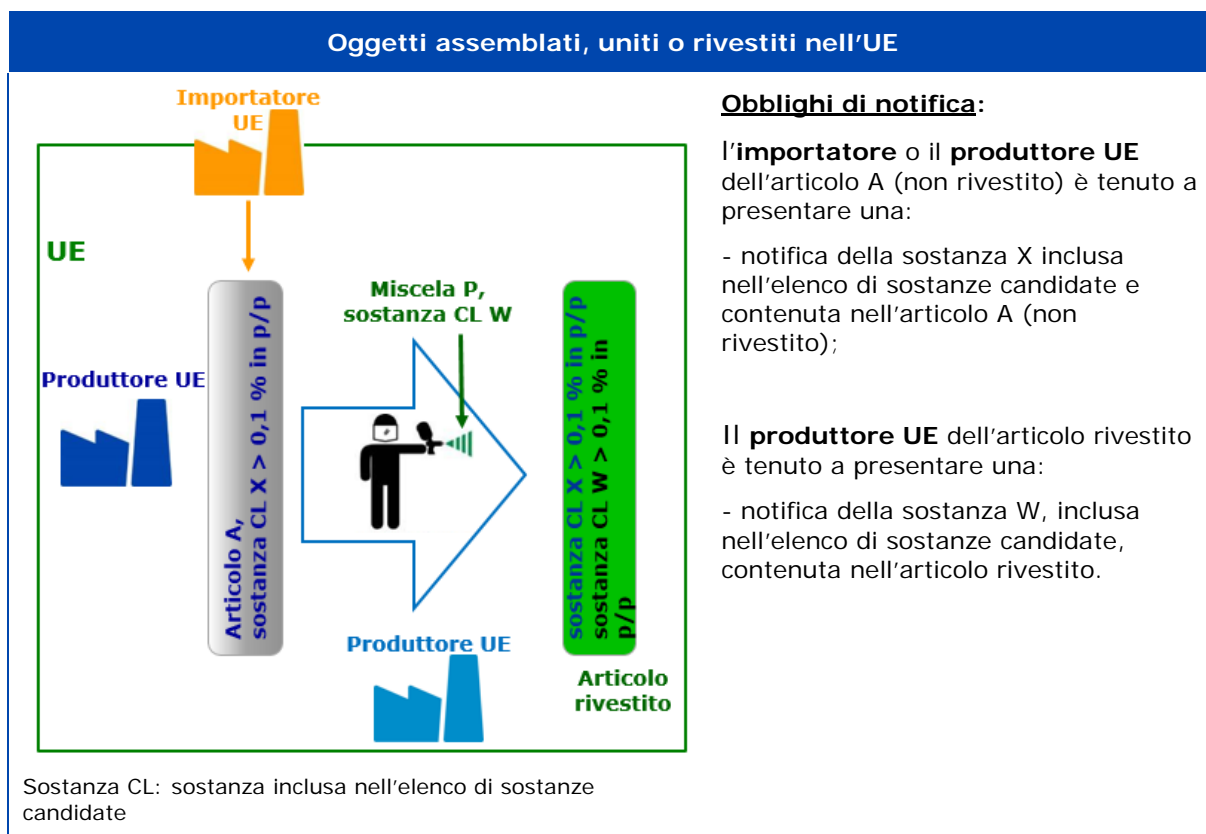 Oggetti assemblati, uniti o rivestiti nell'UE
Importatore
UE
UE
Miscela P,
sostanza CL W
Produttore UE
Articolo A,
sostanza CL X > 0,1 % in p/p
sostanza CL X > 0,1 % in p/p
sostanza CL W > 0,1 % in
p/p
Produttore UE
Articolo
rivestito
Sostanza CL: sostanza inclusa nell'elenco di sostanze
candidate
Obblighi di notifica:
l'importatore o il produttore UE
dell'articolo A (non rivestito) è tenuto a
presentare una:
- notifica della sostanza X inclusa
nell'elenco di sostanze candidate e
contenuta nell'articolo A (non
rivestito);
Il produttore UE dell'articolo rivestito
è tenuto a presentare una:
- notifica della sostanza W, inclusa
nell'elenco di sostanze candidate,
contenuta nell'articolo rivestito.